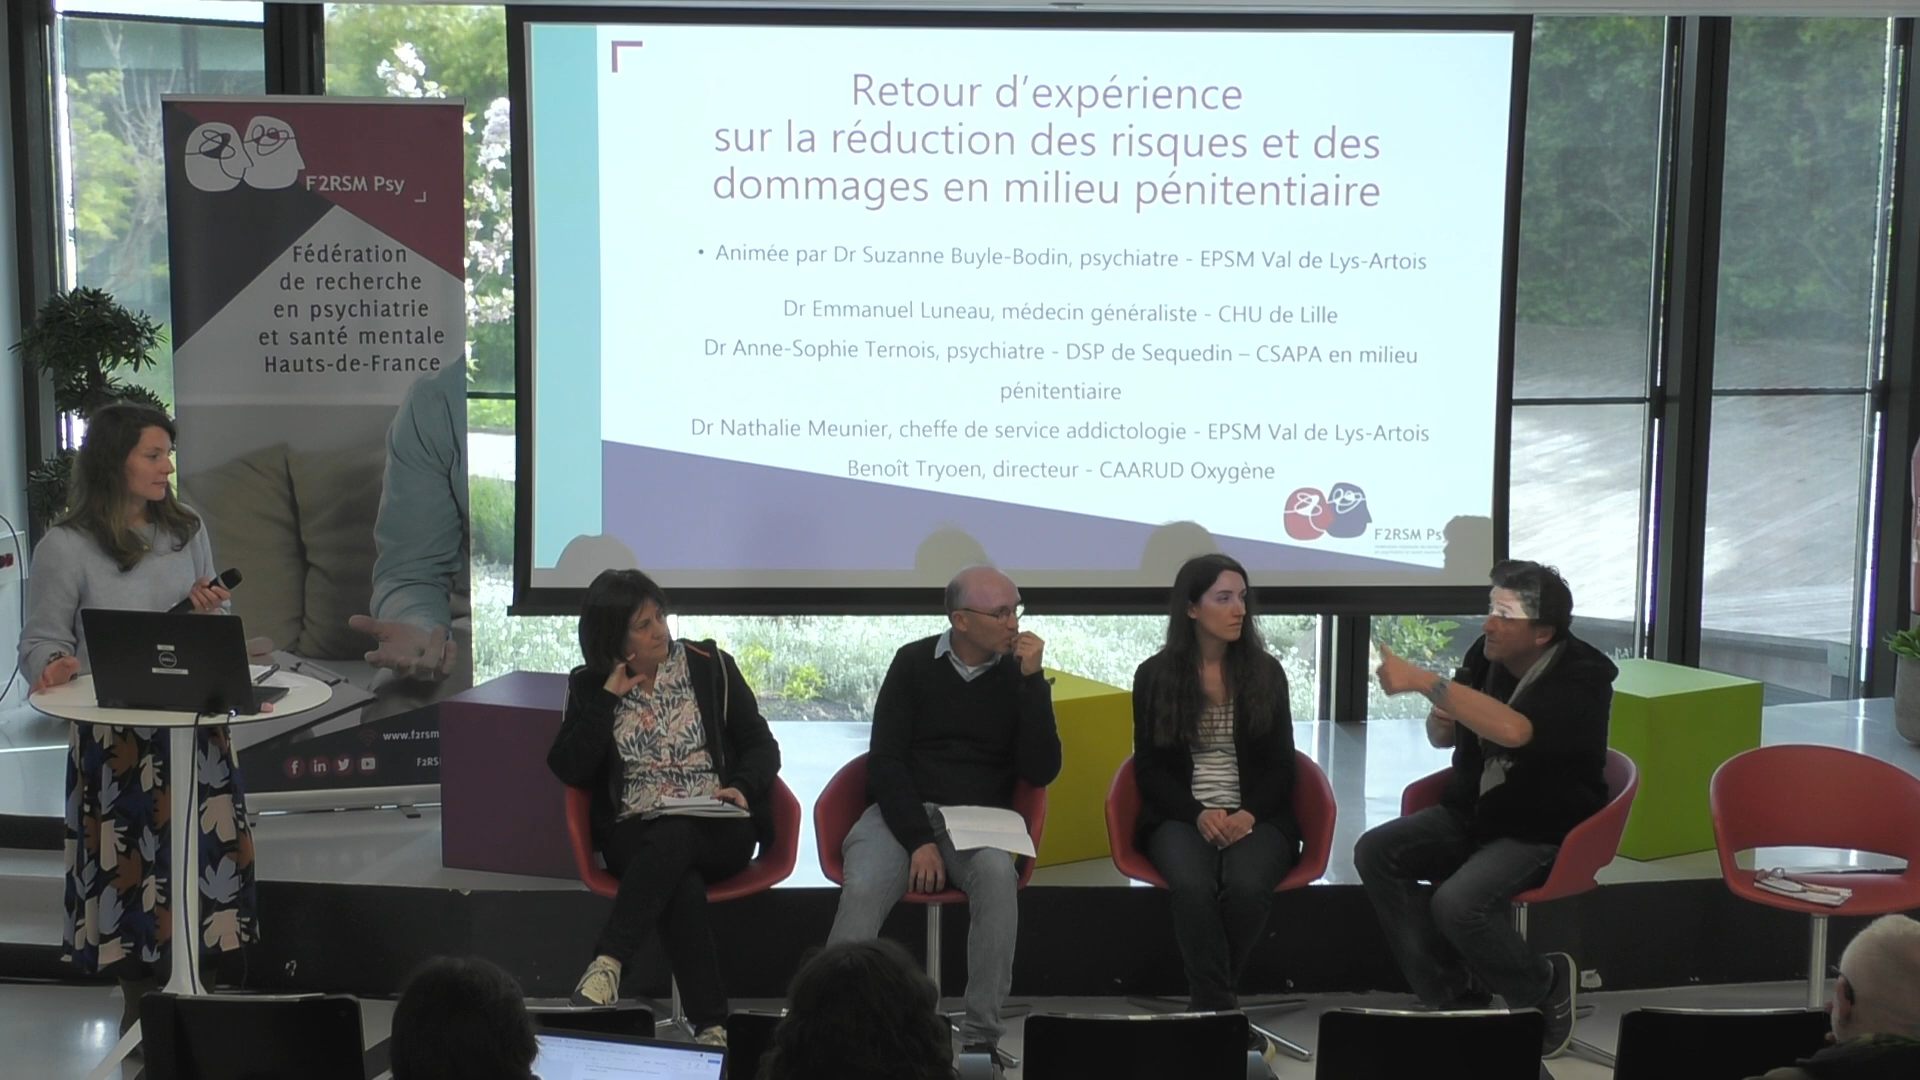 F2RSM Psy
Fédération
de recherche
en psychiatrie
et santé mentale
Hauts-de-France
www.f2rsm
Retour d'expérience
sur la réduction des risques et des
dommages en milieu pénitentiaire
• Animée par Dr Suzanne Buyle-Bodin, psychiatre - EPSM Val de Lys-Artois
Dr Emmanuel Luneau, médecin généraliste - CHU de Lille
Dr Anne-Sophie Ternois, psychiatre - DSP de Sequedin – CSAPA en milieu
pénitentiaire
Dr Nathalie Meunier, cheffe de service addictologie - EPSM Val de Lys-Artois
Benoît Tryoen, directeur - CAARUD Oxygène
F2RSM Ps
DELL